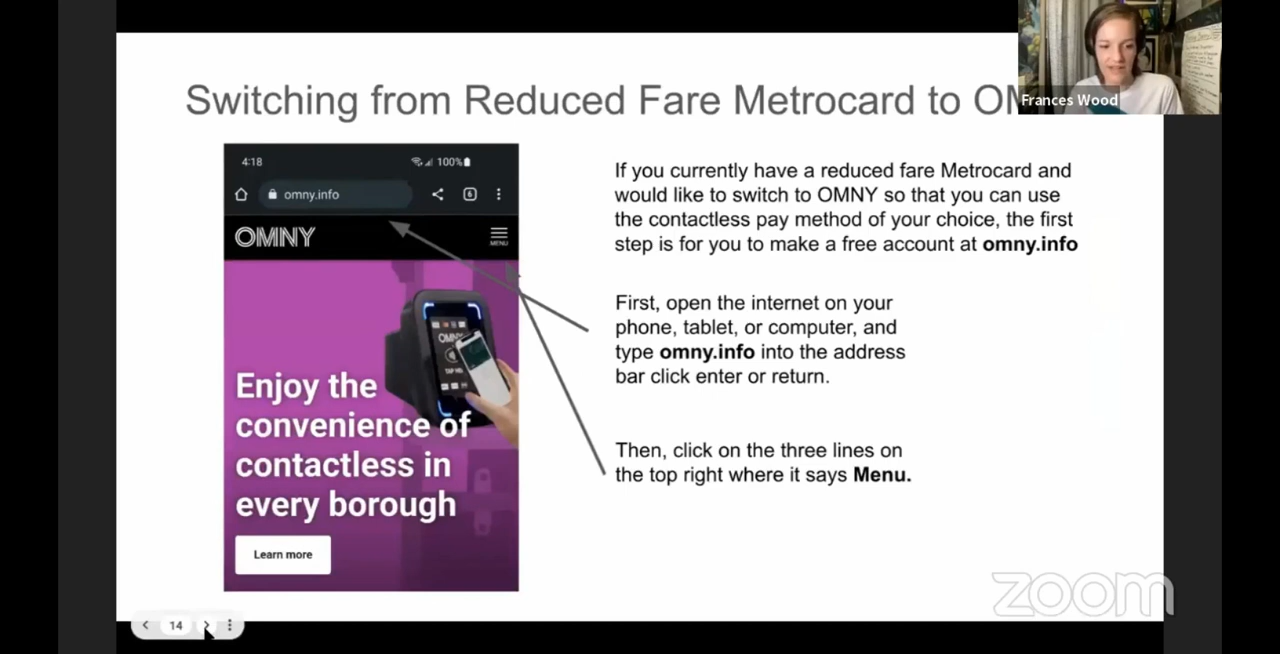 Switching from Reduced Fare Metrocard to OM
Frances Wood
4:18
100%
omny.info
6
OMNY
MENU
Enjoy the
convenience of
contactless in
every borough
Learn more
OMNY
If you currently have a reduced fare Metrocard and
would like to switch to OMNY so that you can use
the contactless pay method of your choice, the first
step is for you to make a free account at omny.info
First, open the internet on your
phone, tablet, or computer, and
type omny.info into the address
bar click enter or return.
Then, click on the three lines on
the top right where it says Menu.
14
zoom